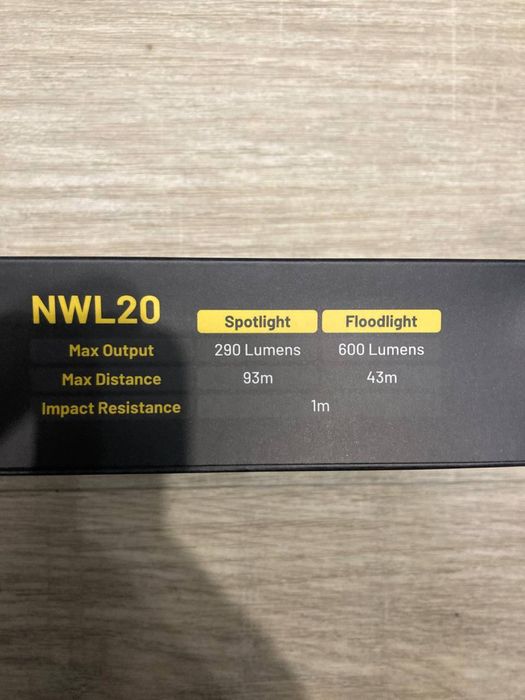 NWL20
Spotlight Floodlight
Max Output 290 Lumens 600 Lumens
Max Distance 93m 43m
Impact Resistance 1m